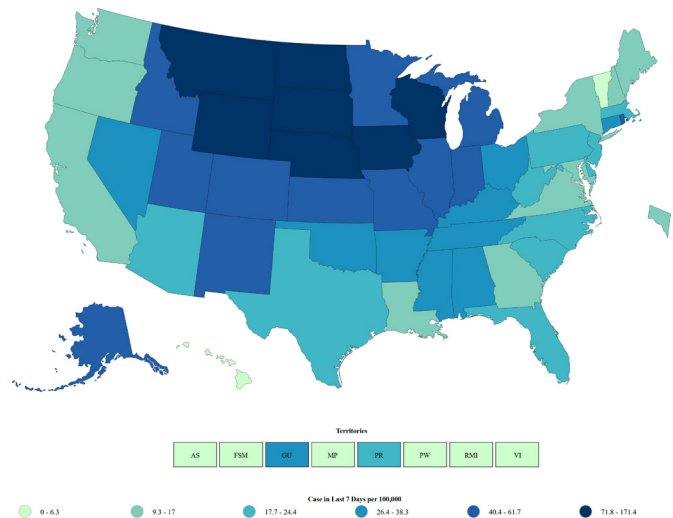 Territories
AS FSM GU MP PR PW RMI VI
Case in Last 7 Days per 100,000
0 - 6.3 9.3 - 17 17.7 - 24.4 26.4 - 38.3 40.4 - 61.7 71.8 - 171.4